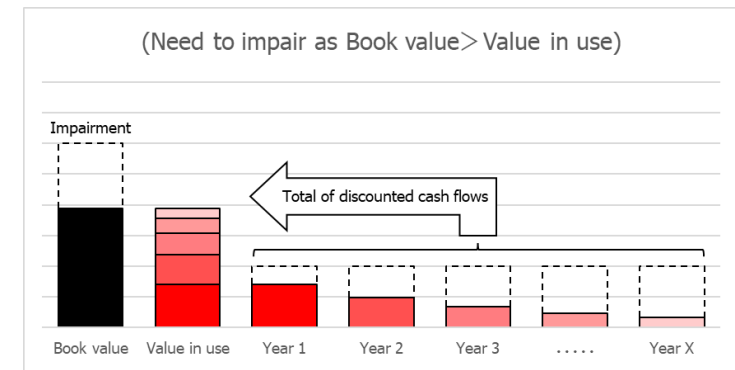 (Need to impair as Book value＞Value in use)
Impairment
Total of discounted cash flows
Book value Value in use Year 1 Year 2 Year 3 ..... Year X